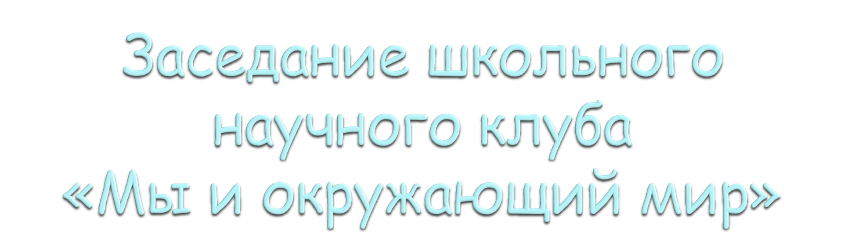 Заседание школьного
научного клуба
«Мы и окружающий мир»